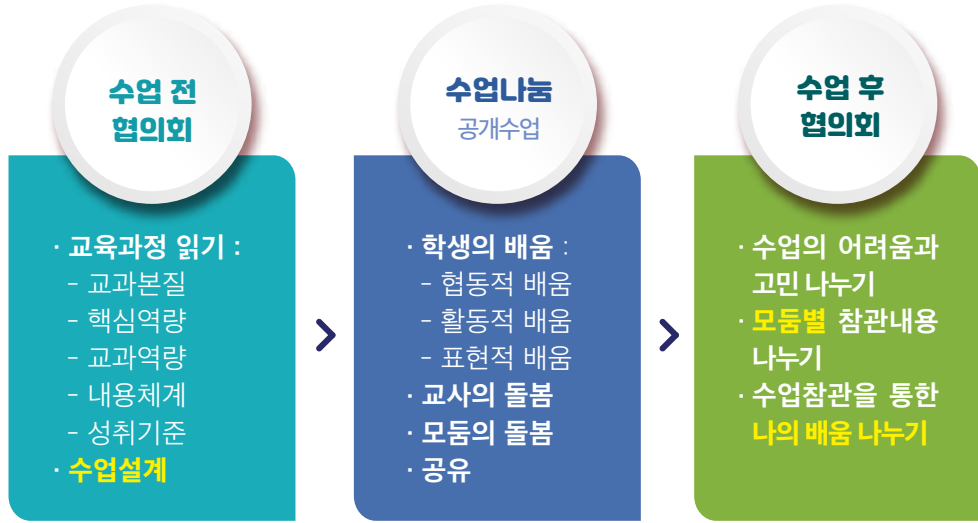 수업 전
협의회
· 교육과정 읽기 :
- 교과본질
- 핵심역량
- 교과역량
- 내용체계
- 성취기준
· 수업설계
수업나눔
공개수업
· 학생의 배움 :
- 협동적 배움
- 활동적 배움
- 표현적 배움
· 교사의 돌봄
· 모둠의 돌봄
· 공유
수업 후
협의회
· 수업의 어려움과
고민 나누기
· 모둠별 참관내용
나누기
· 수업참관을 통한
나의 배움 나누기